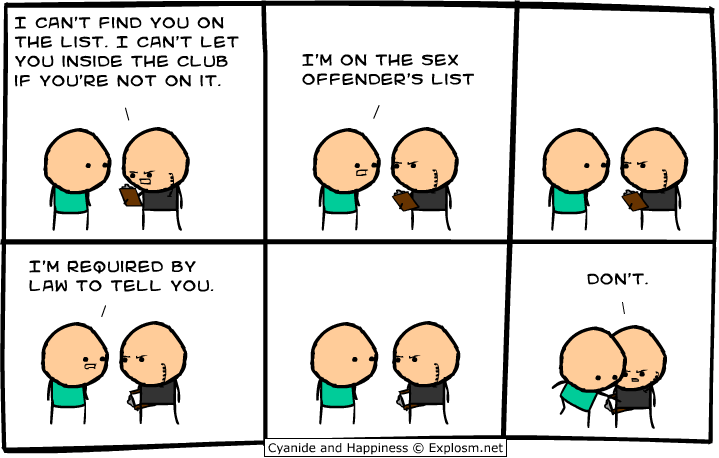 I CAN'T FIND YOU ON
THE LIST. I CAN'T LET
YOU INSIDE THE CLUB
IF YOU'RE NOT ON IT.
I'M ON THE SEX
OFFENDER'S LIST
I'M REQUIRED BY
LAW TO TELL YOU.
DON'T.
Cyanide and Happiness © Explosm.net